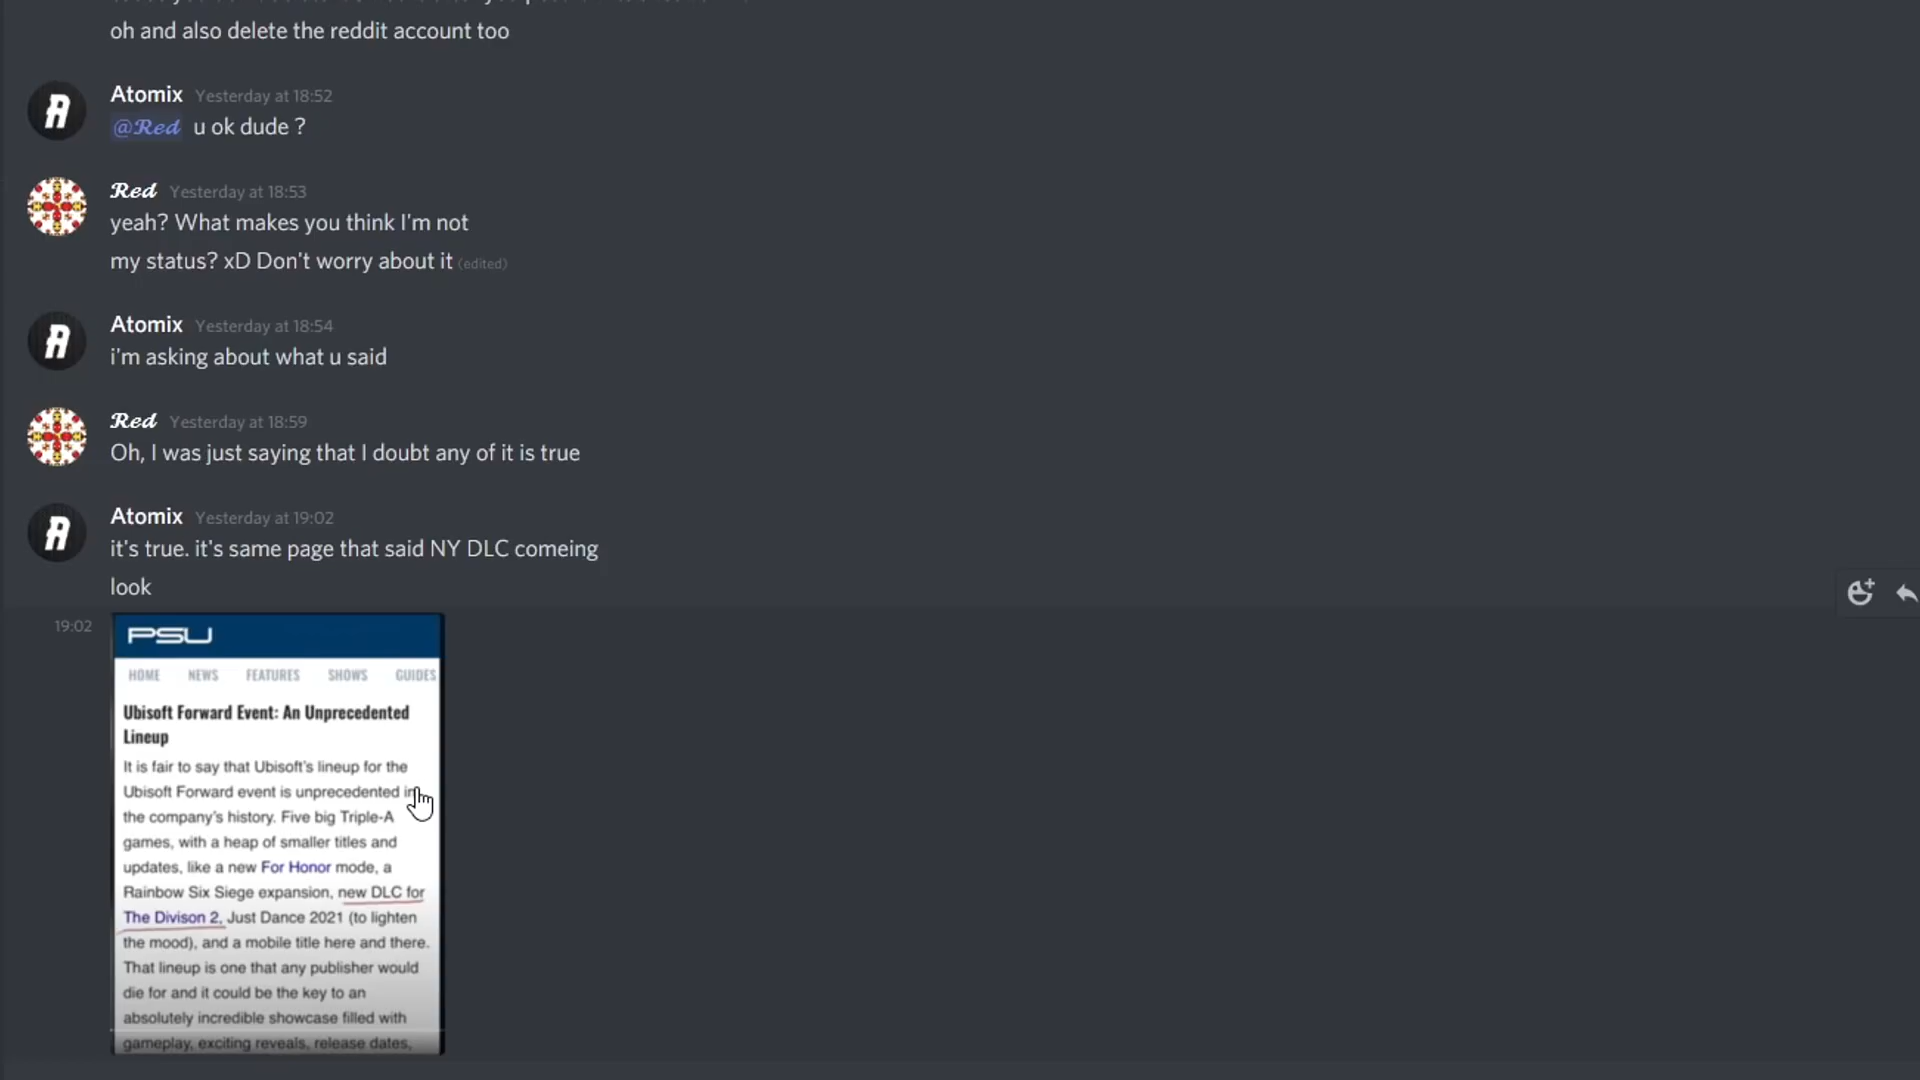 oh and also delete the reddit account too
Atomix Yesterday at 18:52
@Red u ok dude ?
Red Yesterday at 18:53
yeah? What makes you think I'm not
my status? xD Don't worry about it (edited)
Atomix Yesterday at 18:54
i'm asking about what u said
Red Yesterday at 18:59
Oh, I was just saying that I doubt any of it is true
Atomix Yesterday at 19:02
it's true. it's same page that said NY DLC comeing
look
19:02
PSU
HOME NEWS FEATURES SHOWS GUIDES
Ubisoft Forward Event: An Unprecedented
Lineup
It is fair to say that Ubisoft's lineup for the
Ubisoft Forward event is unprecedented in
the company's history. Five big Triple-A
games, with a heap of smaller titles and
updates, like a new For Honor mode, a
Rainbow Six Siege expansion, new DLC for
The Divison 2, Just Dance 2021 (to lighten
the mood), and a mobile title here and there.
That lineup is one that any publisher would
die for and it could be the key to an
absolutely incredible showcase filled with
gameplay, exciting reveals, release dates,